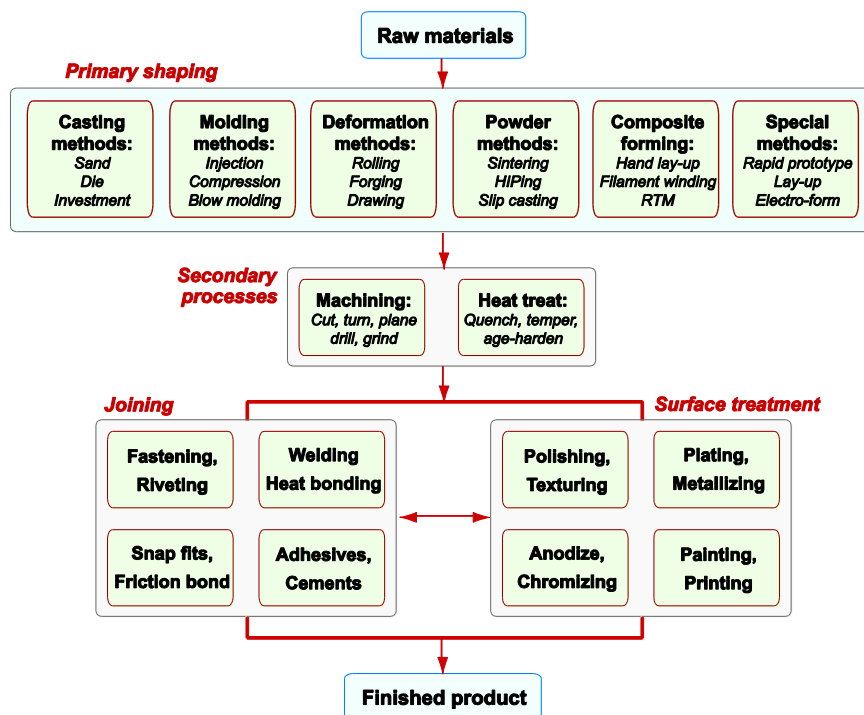 Raw materials
Primary shaping
Casting methods:
Sand
Die
Investment
Molding methods:
Injection
Compression
Blow molding
Deformation methods:
Rolling
Forging
Drawing
Powder methods:
Sintering
HIPing
Slip casting
Composite forming:
Hand lay-up
Filament winding
RTM
Special methods:
Rapid prototype
Lay-up
Electro-form
Secondary
processes
Machining:
Cut, turn, plane
drill, grind
Heat treat:
Quench, temper,
age-harden
Joining
Fastening,
Riveting
Welding
Heat bonding
Snap fits,
Friction bond
Adhesives,
Cements
Surface treatment
Polishing,
Texturing
Plating,
Metallizing
Anodize,
Chromizing
Painting,
Printing
Finished product